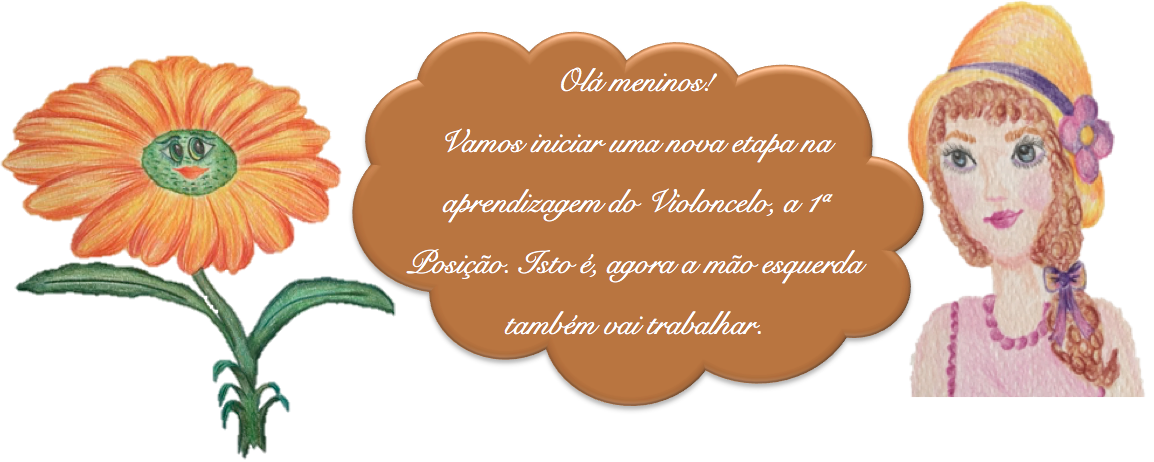 Olá meninos!
Vamos iniciar uma nova etapa na
aprendizagem do Violoncelo, a 1ª
Posição. Isto é, agora a mão esquerda
também vai trabalhar.